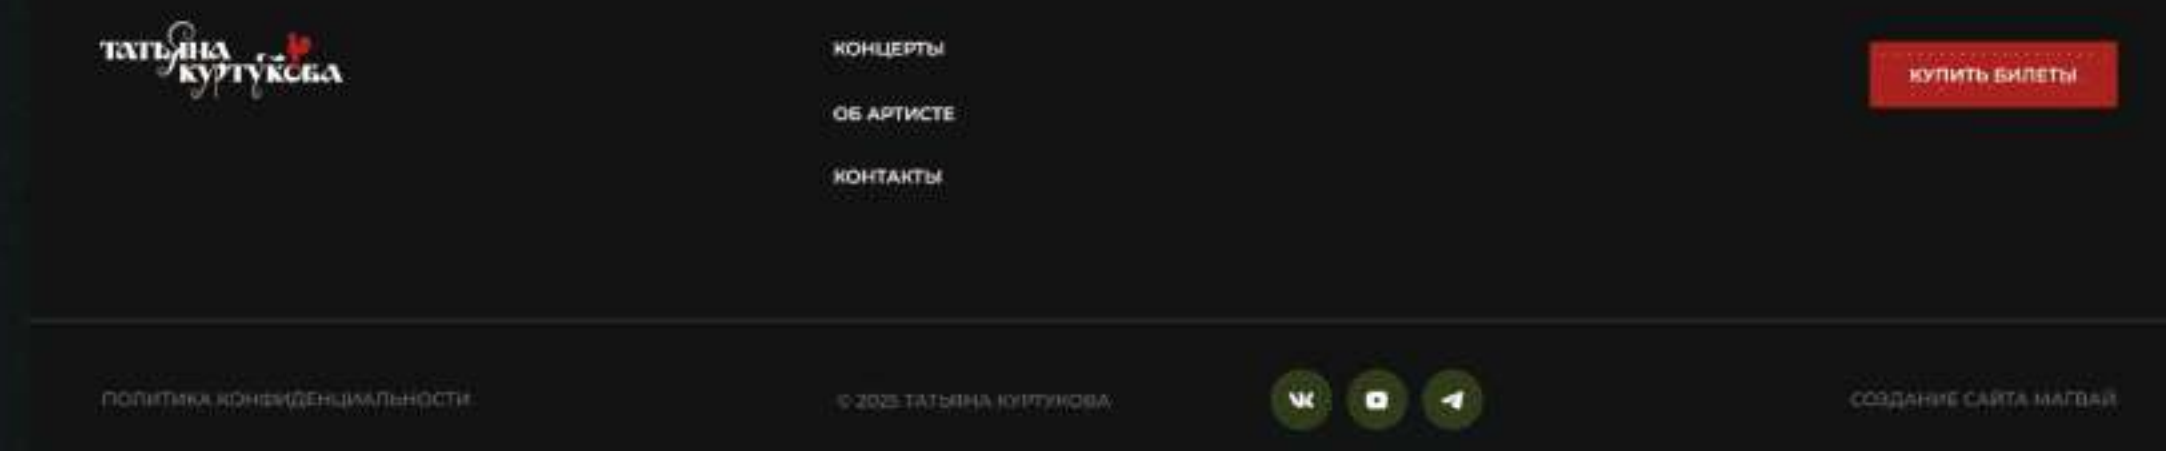 ТАТЬЯНА
КУРТУКОВА
КОНЦЕРТЫ
ОБ АРТИСТЕ
КОНТАКТЫ
КУПИТЬ БИЛЕТЫ
ПОЛИТИКА КОНФИДЕНЦИАЛЬНОСТИ
© 2025 ТАТЬЯНА КУРТУКОВА
СОЗДАНИЕ САЙТА МАГВАЙ